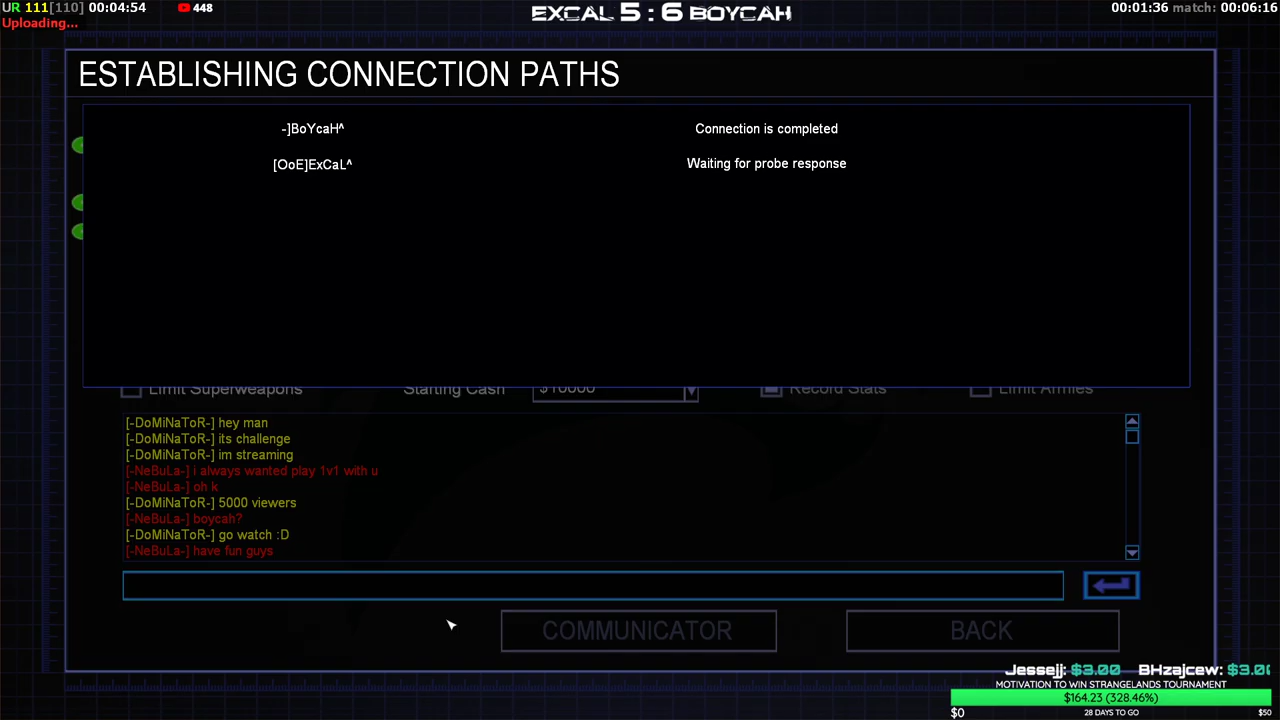 UR 111[110] 00:04:54 448
Uploading...
EXCAL 5 : 6 BOYCAH
00:01:36 match: 00:06:16
ESTABLISHING CONNECTION PATHS
-]BoYcaH^ Connection is completed
[OoE]ExCaL^ Waiting for probe response
Limit Superweapons Starting Cash $10000 Record Stats Limit Armies
[-DoMiNaToR-] hey man
[-DoMiNaToR-] its challenge
[-DoMiNaToR-] im streaming
[-NeBuLa-] i always wanted play 1v1 with u
[-NeBuLa-] oh k
[-DoMiNaToR-] 5000 viewers
[-NeBuLa-] boycah?
[-DoMiNaToR-] go watch :D
[-NeBuLa-] have fun guys
COMMUNICATOR BACK
Jessejj: $3.00 BHzajcew: $3.00
MOTIVATION TO WIN STRANGELANDS TOURNAMENT
$164.23 (328.46%)
$0 28 DAYS TO GO $50